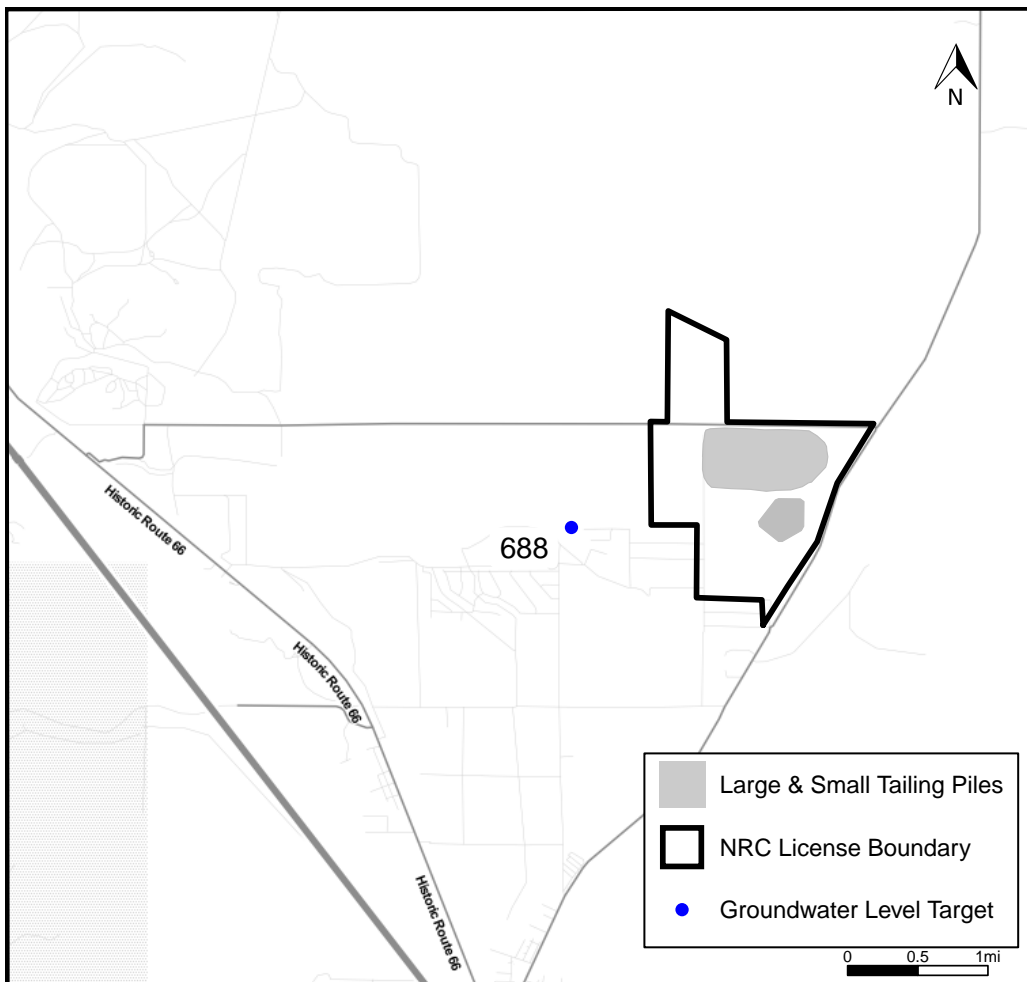 N
Historic Route 66
688
Historic Route 66
Historic Route 66
Large & Small Tailing Piles
NRC License Boundary
Groundwater Level Target
0 0.5 1mi